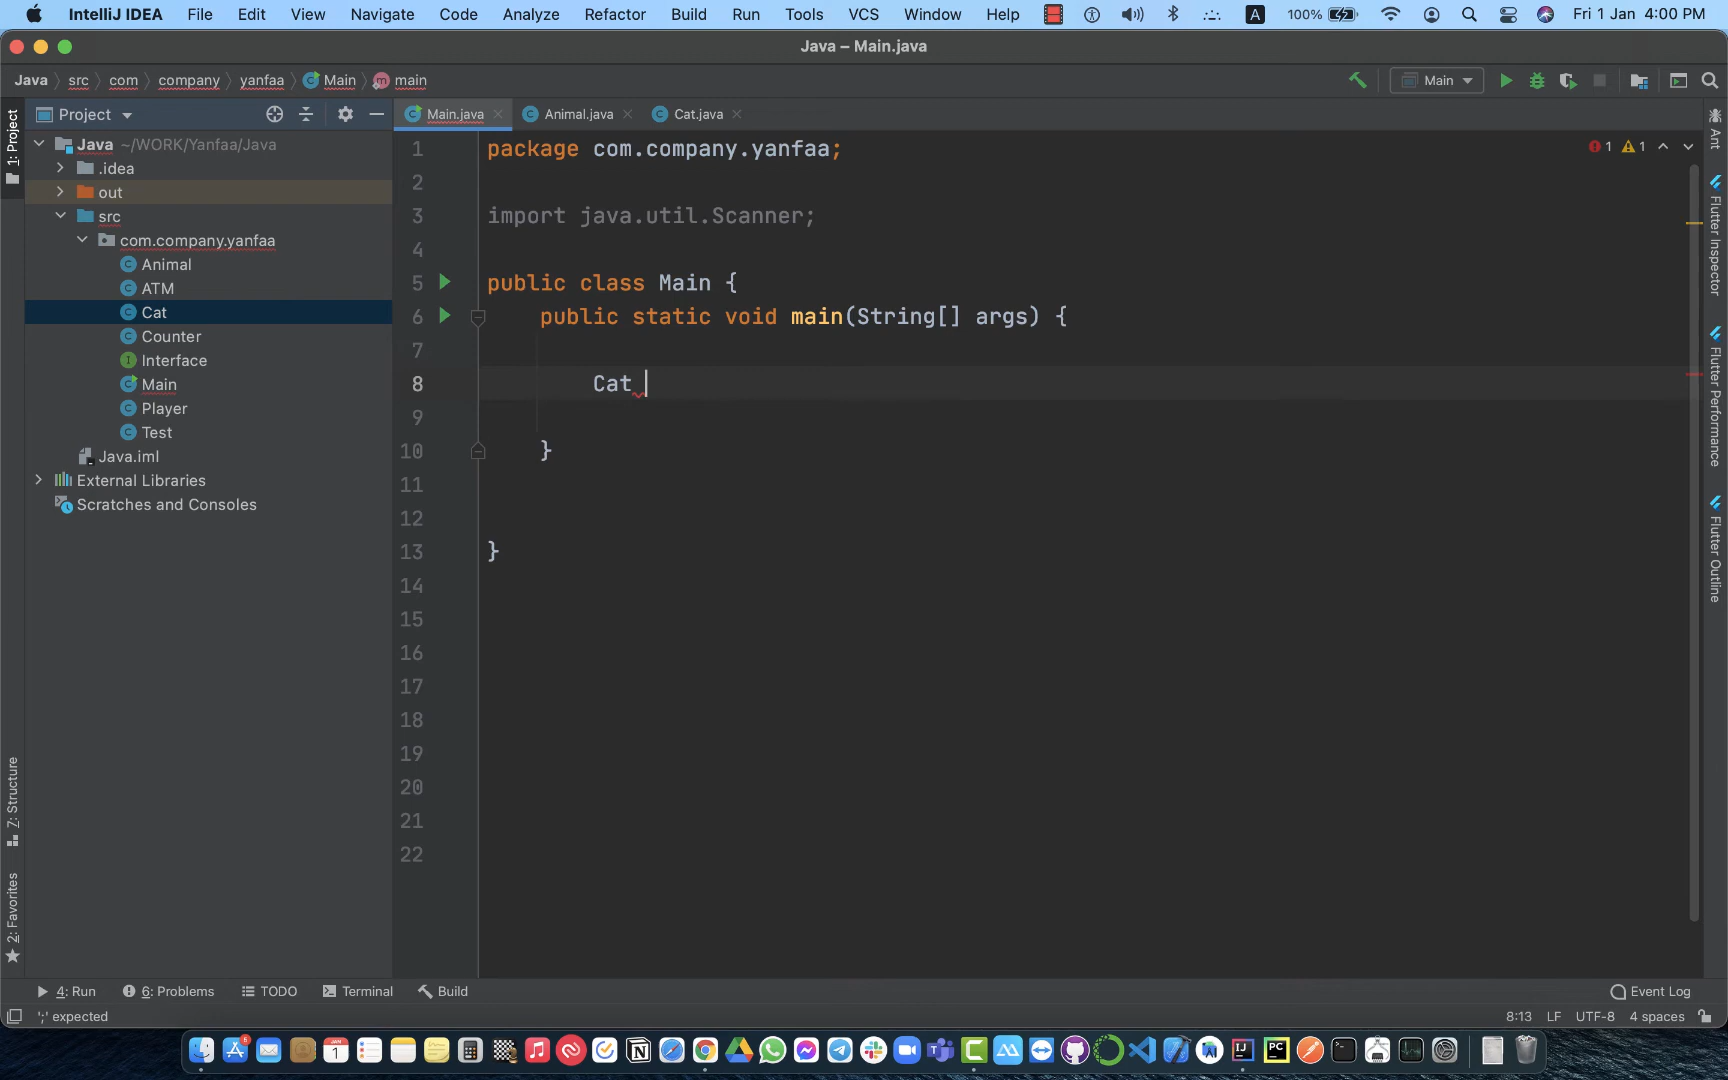 IntelliJ IDEA File Edit View Navigate Code Analyze Refactor Build Run Tools VCS Window Help A 100% Fri 1 Jan 4:00 PM
Java – Main.java
Java src com company yanfaa Main main Main
1: Project
Project
Main.java Animal.java Cat.java
Java ~/WORK/Yanfaa/Java
.idea
out
src
com.company.yanfaa
Animal
ATM
Cat
Counter
Interface
Main
Player
Test
Java.iml
External Libraries
Scratches and Consoles
1 package com.company.yanfaa;
2
3 import java.util.Scanner;
4
5 public class Main {
6 public static void main(String[] args) {
7
8 Cat
9
10 }
11
12
13 }
14
15
16
17
18
19
20
21
22
1 1
Ant
Flutter Inspector
Flutter Performance
Flutter Outline
Z: Structure
2: Favorites
4: Run 6: Problems TODO Terminal Build Event Log
';' expected 8:13 LF UTF-8 4 spaces